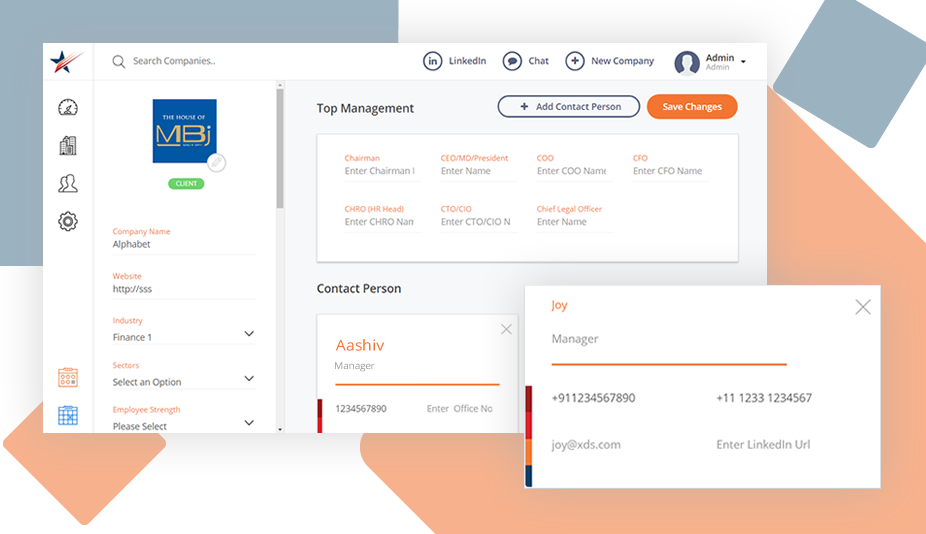 Search Companies..
in LinkedIn
Chat
New Company
Admin
Admin
THE HOUSE OF
MBj
CLIENT
Company Name
Alphabet
Website
http://sss
Industry
Finance 1
Sectors
Select an Option
Employee Strength
Please Select
Top Management
Add Contact Person
Save Changes
Chairman
Enter Chairman
CEO/MD/President
Enter Name
COO
Enter COO Name
CFO
Enter CFO Name
CHRO (HR Head)
Enter CHRO Nam
CTO/CIO
Enter CTO/CIO N
Chief Legal Officer
Enter Name
Contact Person
Aashiv
Manager
1234567890
Enter Office No
Joy
Manager
+911234567890
+11 1233 1234567
joy@xds.com
Enter LinkedIn Url